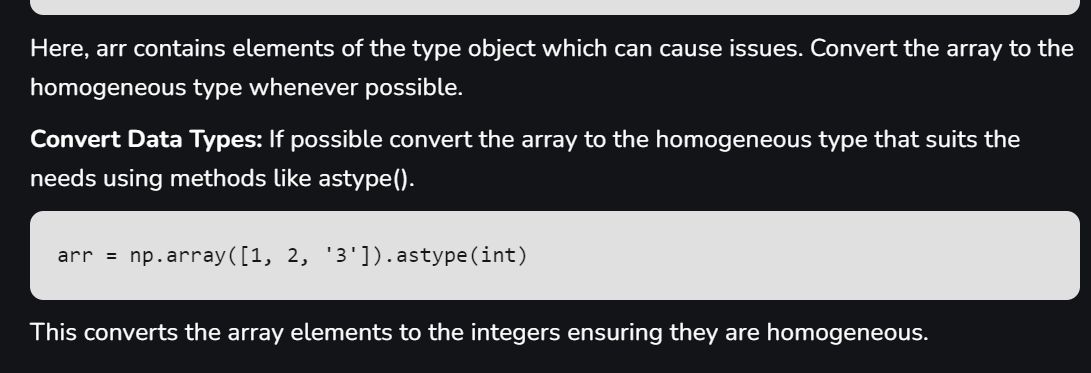 Here, arr contains elements of the type object which can cause issues. Convert the array to the
homogeneous type whenever possible.
Convert Data Types: If possible convert the array to the homogeneous type that suits the
needs using methods like astype().
arr = np.array([1, 2, '3']).astype(int)
This converts the array elements to the integers ensuring they are homogeneous.